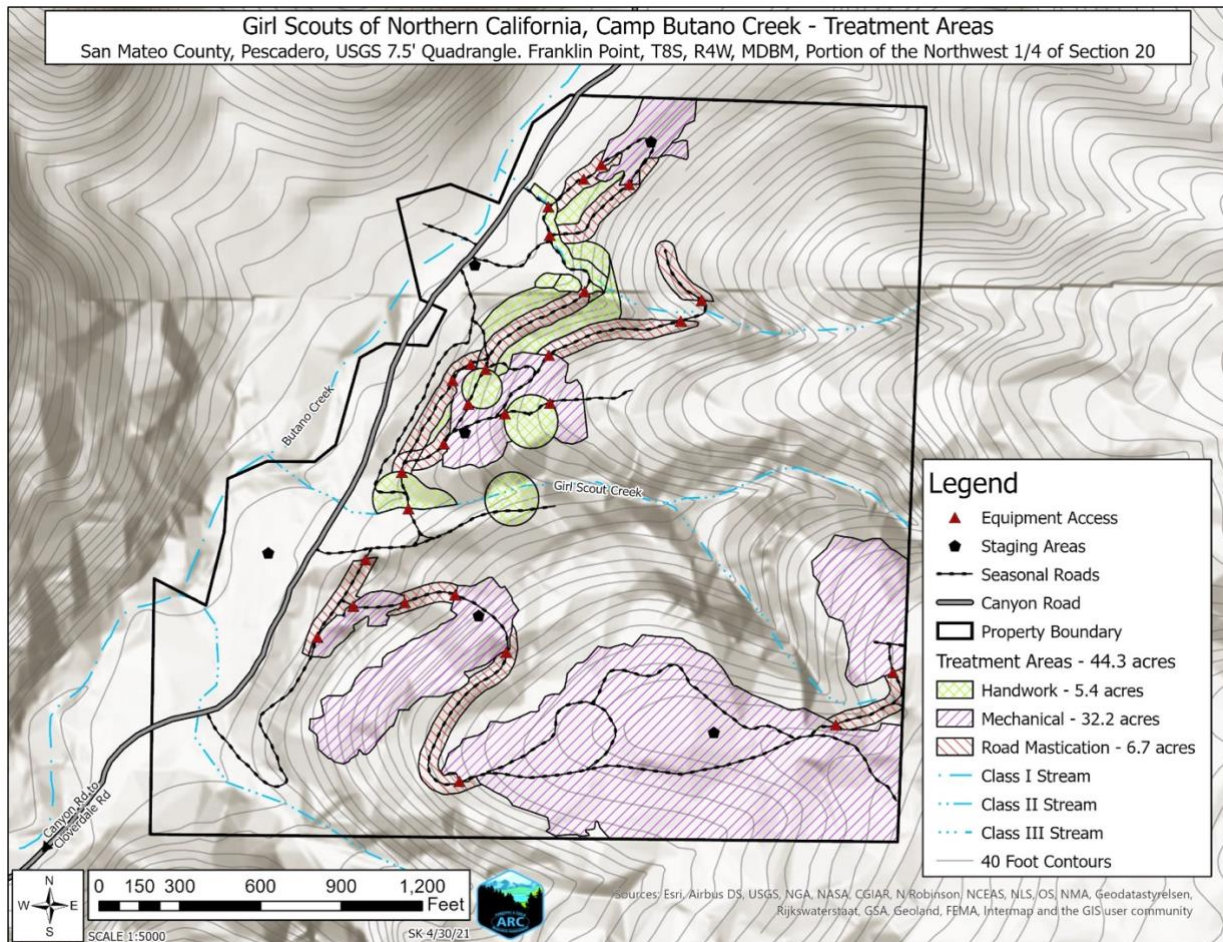 Girl Scouts of Northern California, Camp Butano Creek - Treatment Areas
San Mateo County, Pescadero, USGS 7.5' Quadrangle. Franklin Point, T8S, R4W, MDBM, Portion of the Northwest 1/4 of Section 20
Butano Creek
Girl Scout Creek
Canyon Rd to
Cloverdale Rd
Legend
Equipment Access
Staging Areas
Seasonal Roads
Canyon Road
Property Boundary
Treatment Areas - 44.3 acres
Handwork - 5.4 acres
Mechanical - 32.2 acres
Road Mastication - 6.7 acres
Class I Stream
Class II Stream
Class III Stream
40 Foot Contours
N
W E
S
0 150 300 600 900 1,200
Feet
SCALE 1:5000
ARC
SK 4/30/21
Sources: Esri, Airbus DS, USGS, NGA, NASA, CGIAR, N Robinson, NCEAS, NLS, OS, NMA, Geodatastyrelsen,
Rijkswaterstaat, GSA, Geoland, FEMA, Intermap and the GIS user community